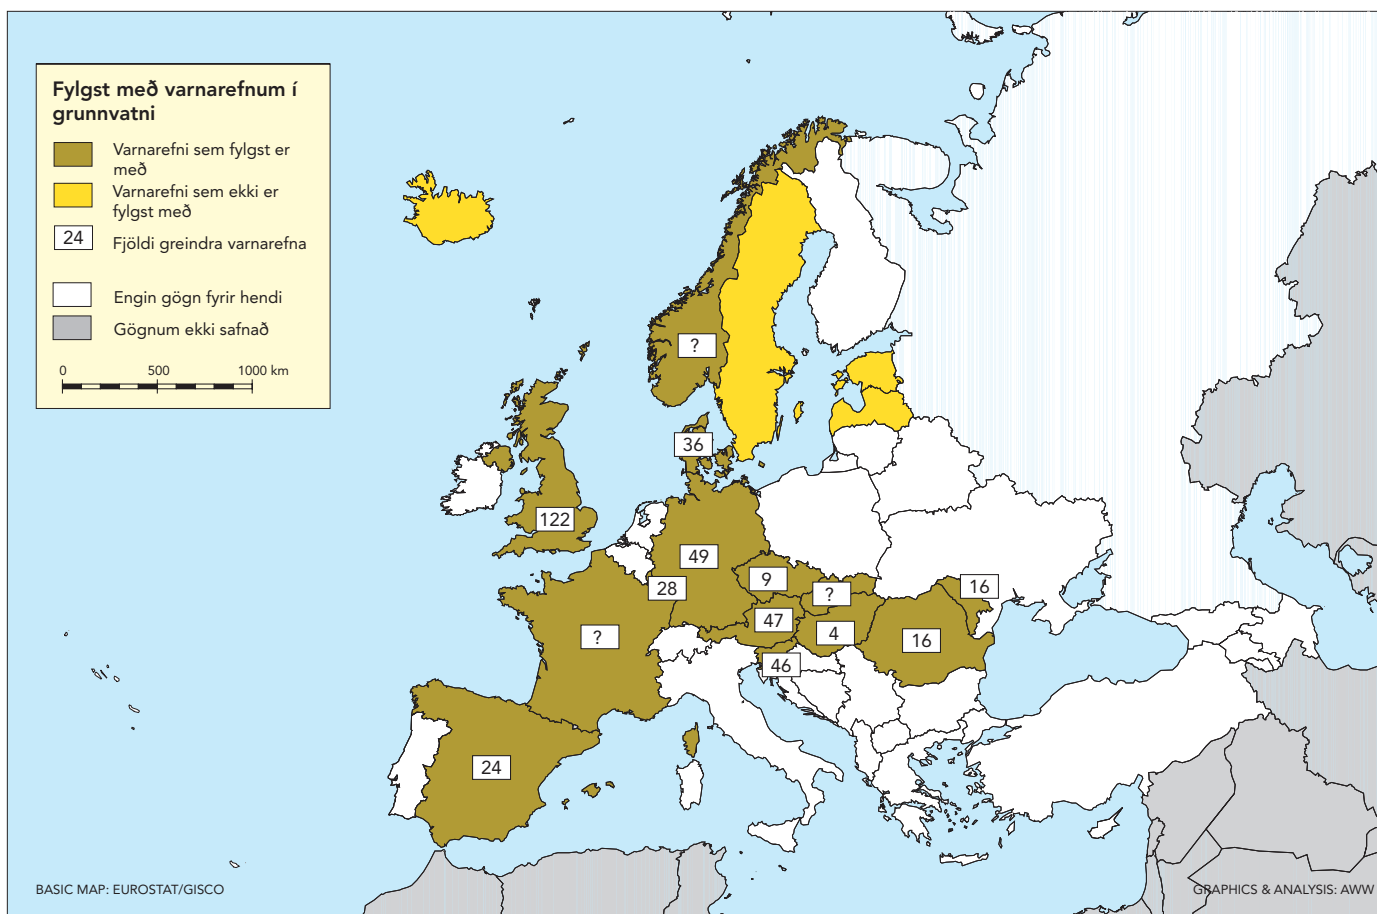 Fylgst með varnarefnum í
grunnvatni
Varnarefni sem fylgst er
með
Varnarefni sem ekki er
fylgst með
24 Fjöldi greindra varnarefna
Engin gögn fyrir hendi
Gögnum ekki safnað
0 500 1000 km
?
36
122
49
9
28
?
16
47
?
4
16
46
24
BASIC MAP: EUROSTAT/GISCO
GRAPHICS & ANALYSIS: AWW